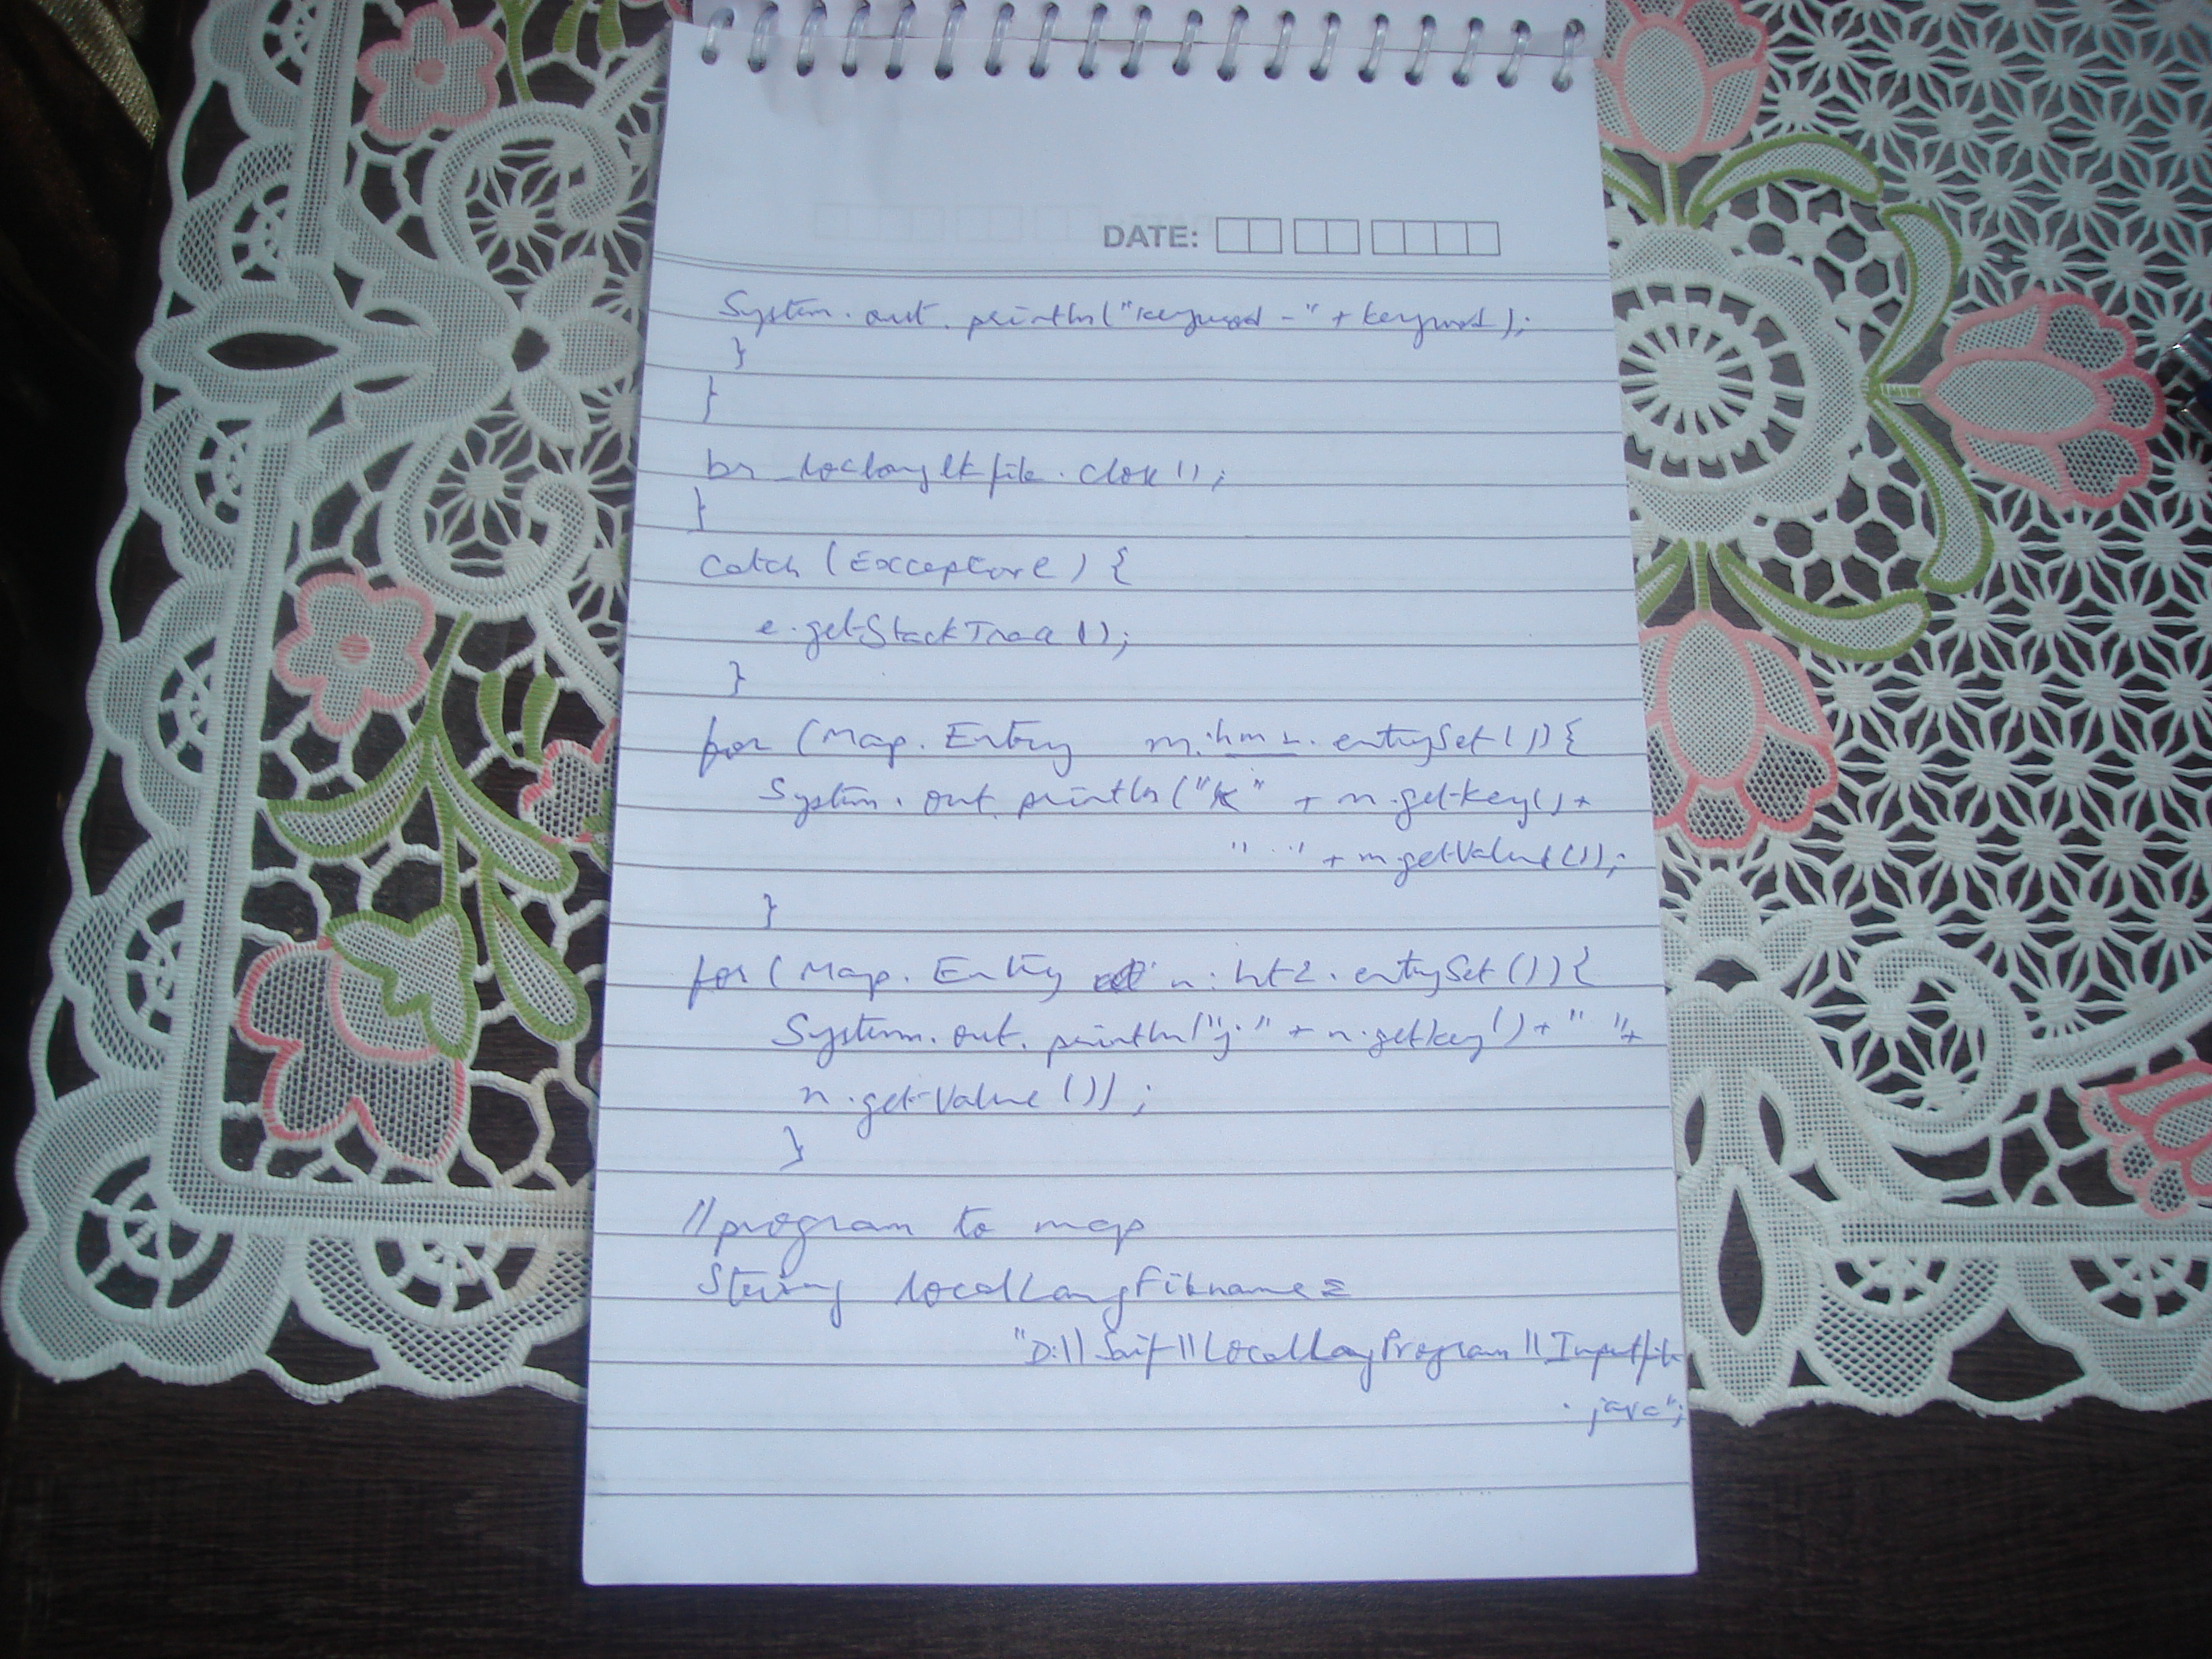 DATE:
System.out.println("keyword -" + keyword);
}
}
br_loclanglkfile.close();
}
catch (Exception e) {
e.getStackTrace();
}
for (Map.Entry m: hm2.entrySet()) {
System.out.println("K" + m.getKey() +
" " + m.getValue());
}
for (Map.Entry n: ht2.entrySet()) {
System.out.println("j" + n.getKey() + " " +
n.getValue());
}
//program to map
String localLangFilename =
"D:\\Saif\\LocalLangProgram\\Inputfile
.java";